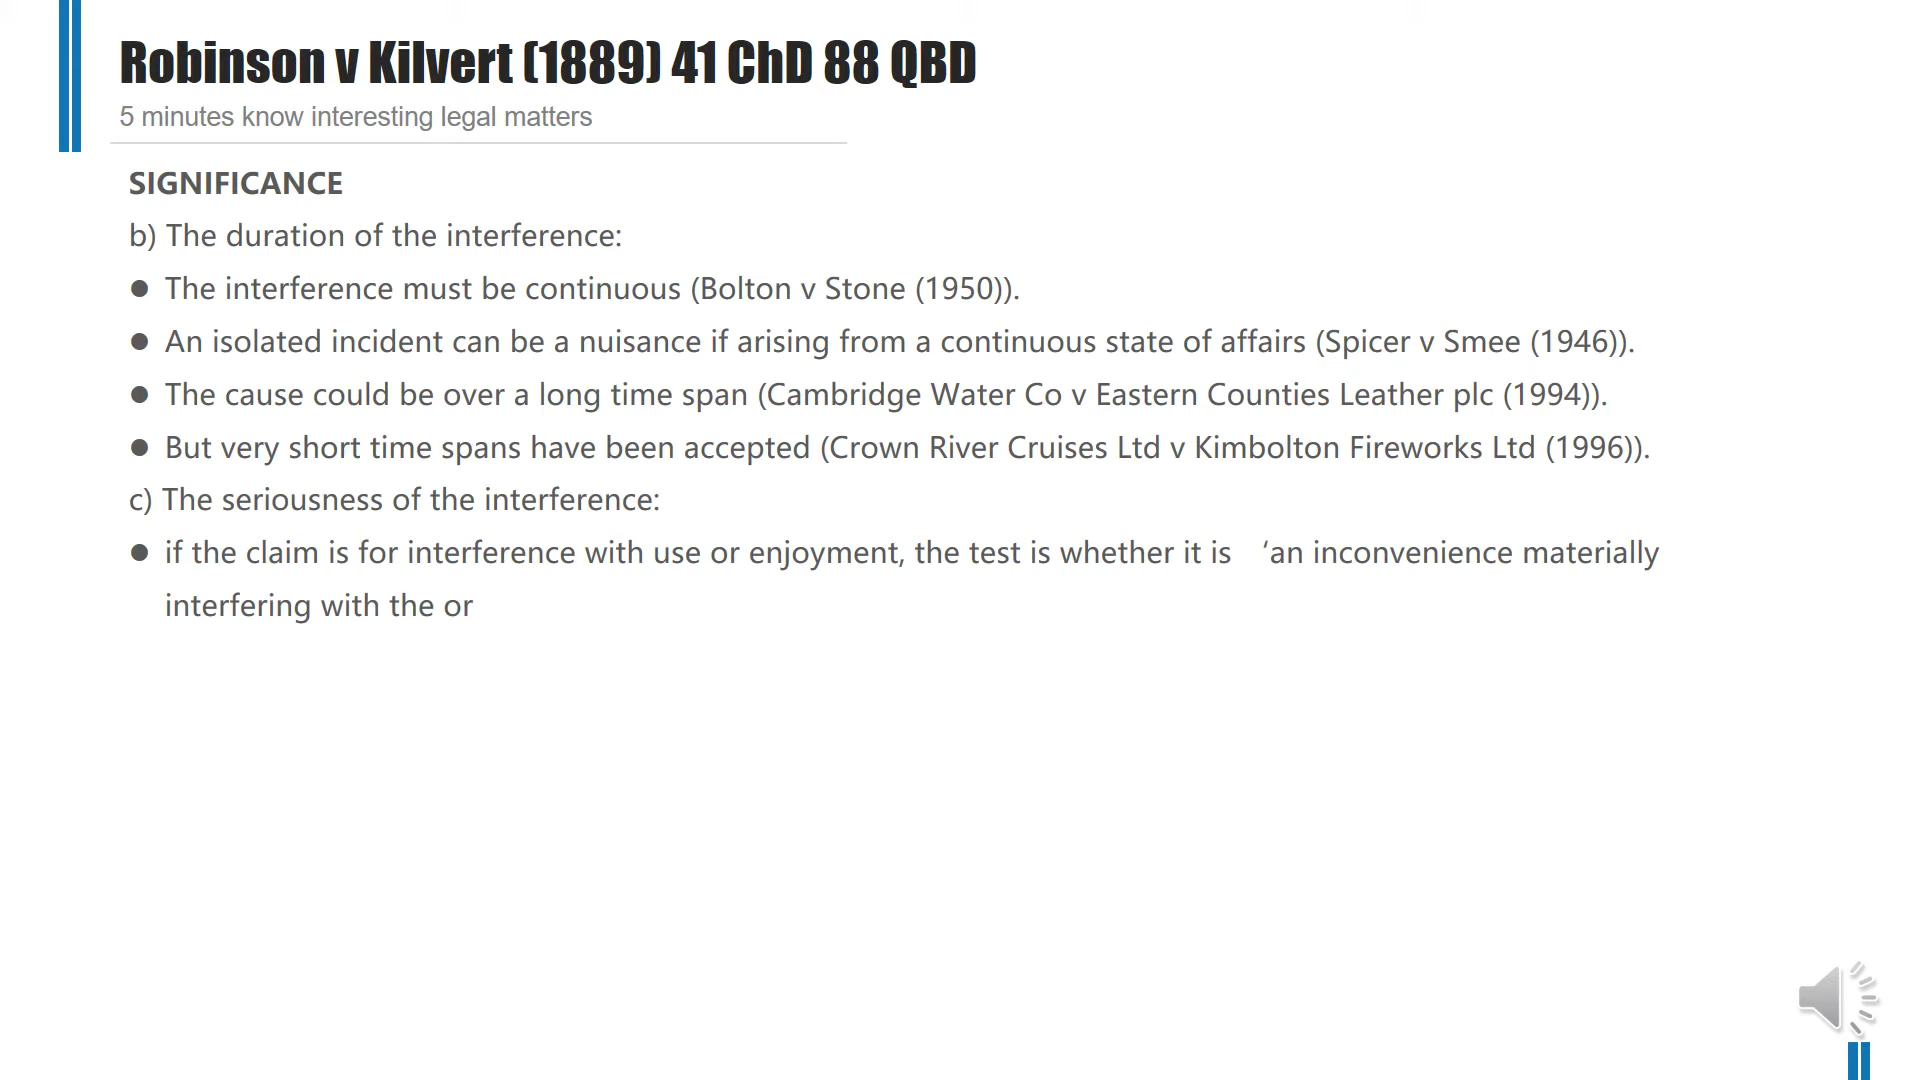 Robinson v Kilvert (1889) 41 ChD 88 QBD
5 minutes know interesting legal matters
SIGNIFICANCE
b) The duration of the interference:
● The interference must be continuous (Bolton v Stone (1950)).
● An isolated incident can be a nuisance if arising from a continuous state of affairs (Spicer v Smee (1946)).
● The cause could be over a long time span (Cambridge Water Co v Eastern Counties Leather plc (1994)).
● But very short time spans have been accepted (Crown River Cruises Ltd v Kimbolton Fireworks Ltd (1996)).
c) The seriousness of the interference:
● if the claim is for interference with use or enjoyment, the test is whether it is ‘an inconvenience materially
interfering with the or